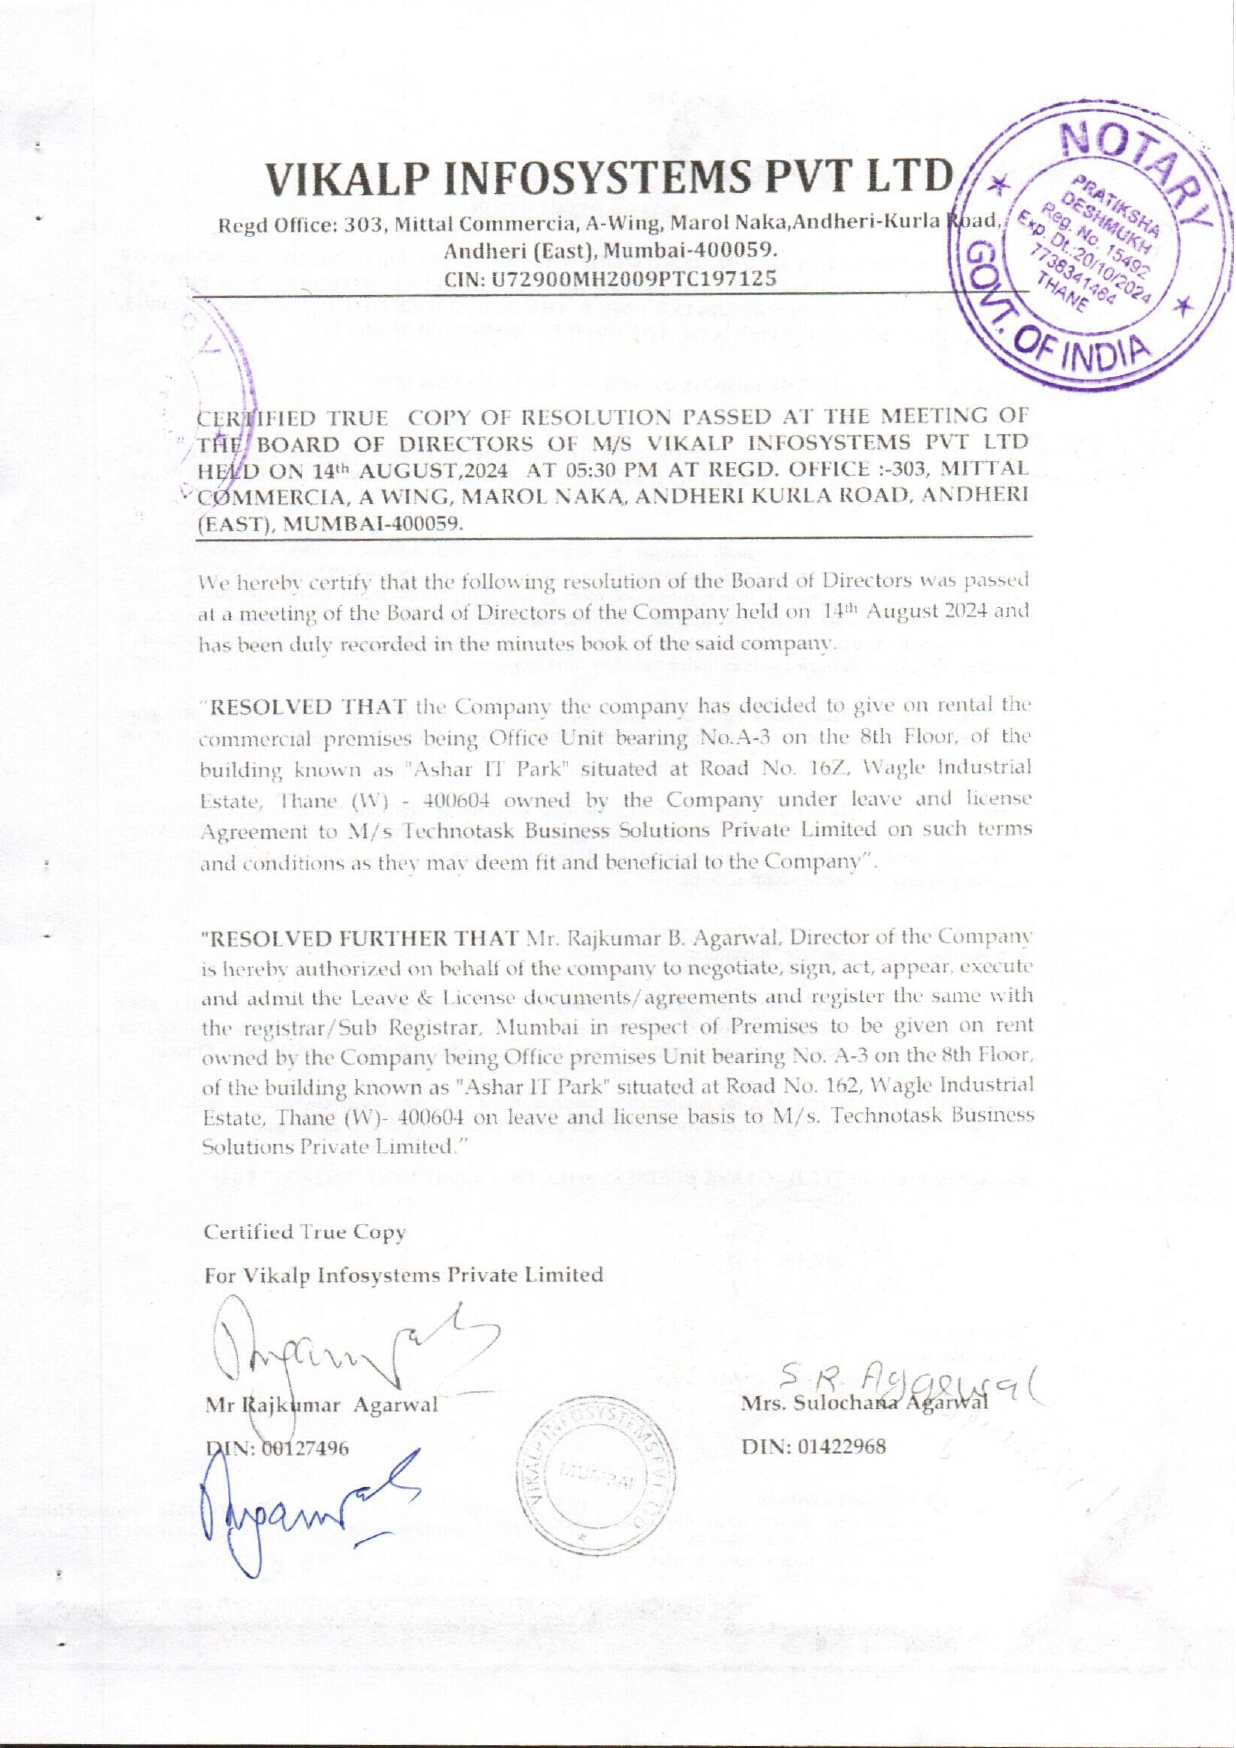 VIKALP INFOSYSTEMS PVT LTD
Regd Office: 303, Mittal Commercia, A-Wing, Marol Naka,Andheri-Kurla Road,
Andheri (East), Mumbai-400059.
CIN: U72900MH2009PTC197125
NOTARY
PRATIKSHA
DESHMUKH
Reg. No. 15492
Exp. Dt.:20/10/2024
7738341464
THANE
GOVT. OF INDIA
CERTIFIED TRUE COPY OF RESOLUTION PASSED AT THE MEETING OF
THE BOARD OF DIRECTORS OF M/S VIKALP INFOSYSTEMS PVT LTD
HELD ON 14th AUGUST,2024 AT 05:30 PM AT REGD. OFFICE :-303, MITTAL
COMMERCIA, A WING, MAROL NAKA, ANDHERI KURLA ROAD, ANDHERI
(EAST), MUMBAI-400059.
We hereby certify that the following resolution of the Board of Directors was passed
at a meeting of the Board of Directors of the Company held on 14th August 2024 and
has been duly recorded in the minutes book of the said company.
"RESOLVED THAT the Company the company has decided to give on rental the
commercial premises being Office Unit bearing No.A-3 on the 8th Floor, of the
building known as "Ashar IT Park" situated at Road No. 16Z, Wagle Industrial
Estate, Thane (W) - 400604 owned by the Company under leave and license
Agreement to M/s Technotask Business Solutions Private Limited on such terms
and conditions as they may deem fit and beneficial to the Company".
"RESOLVED FURTHER THAT Mr. Rajkumar B. Agarwal, Director of the Company
is hereby authorized on behalf of the company to negotiate, sign, act, appear, execute
and admit the Leave & License documents/agreements and register the same with
the registrar/Sub Registrar, Mumbai in respect of Premises to be given on rent
owned by the Company being Office premises Unit bearing No. A-3 on the 8th Floor,
of the building known as "Ashar IT Park" situated at Road No. 162, Wagle Industrial
Estate, Thane (W)- 400604 on leave and license basis to M/s. Technotask Business
Solutions Private Limited."
Certified True Copy
For Vikalp Infosystems Private Limited
S R Aggarwal
Mr Rajkumar Agarwal
Mrs. Sulochana Agarwal
DIN: 00127496
DIN: 01422968
VIKALP INFOSYSTEMS PVT LTD
MUMBAI